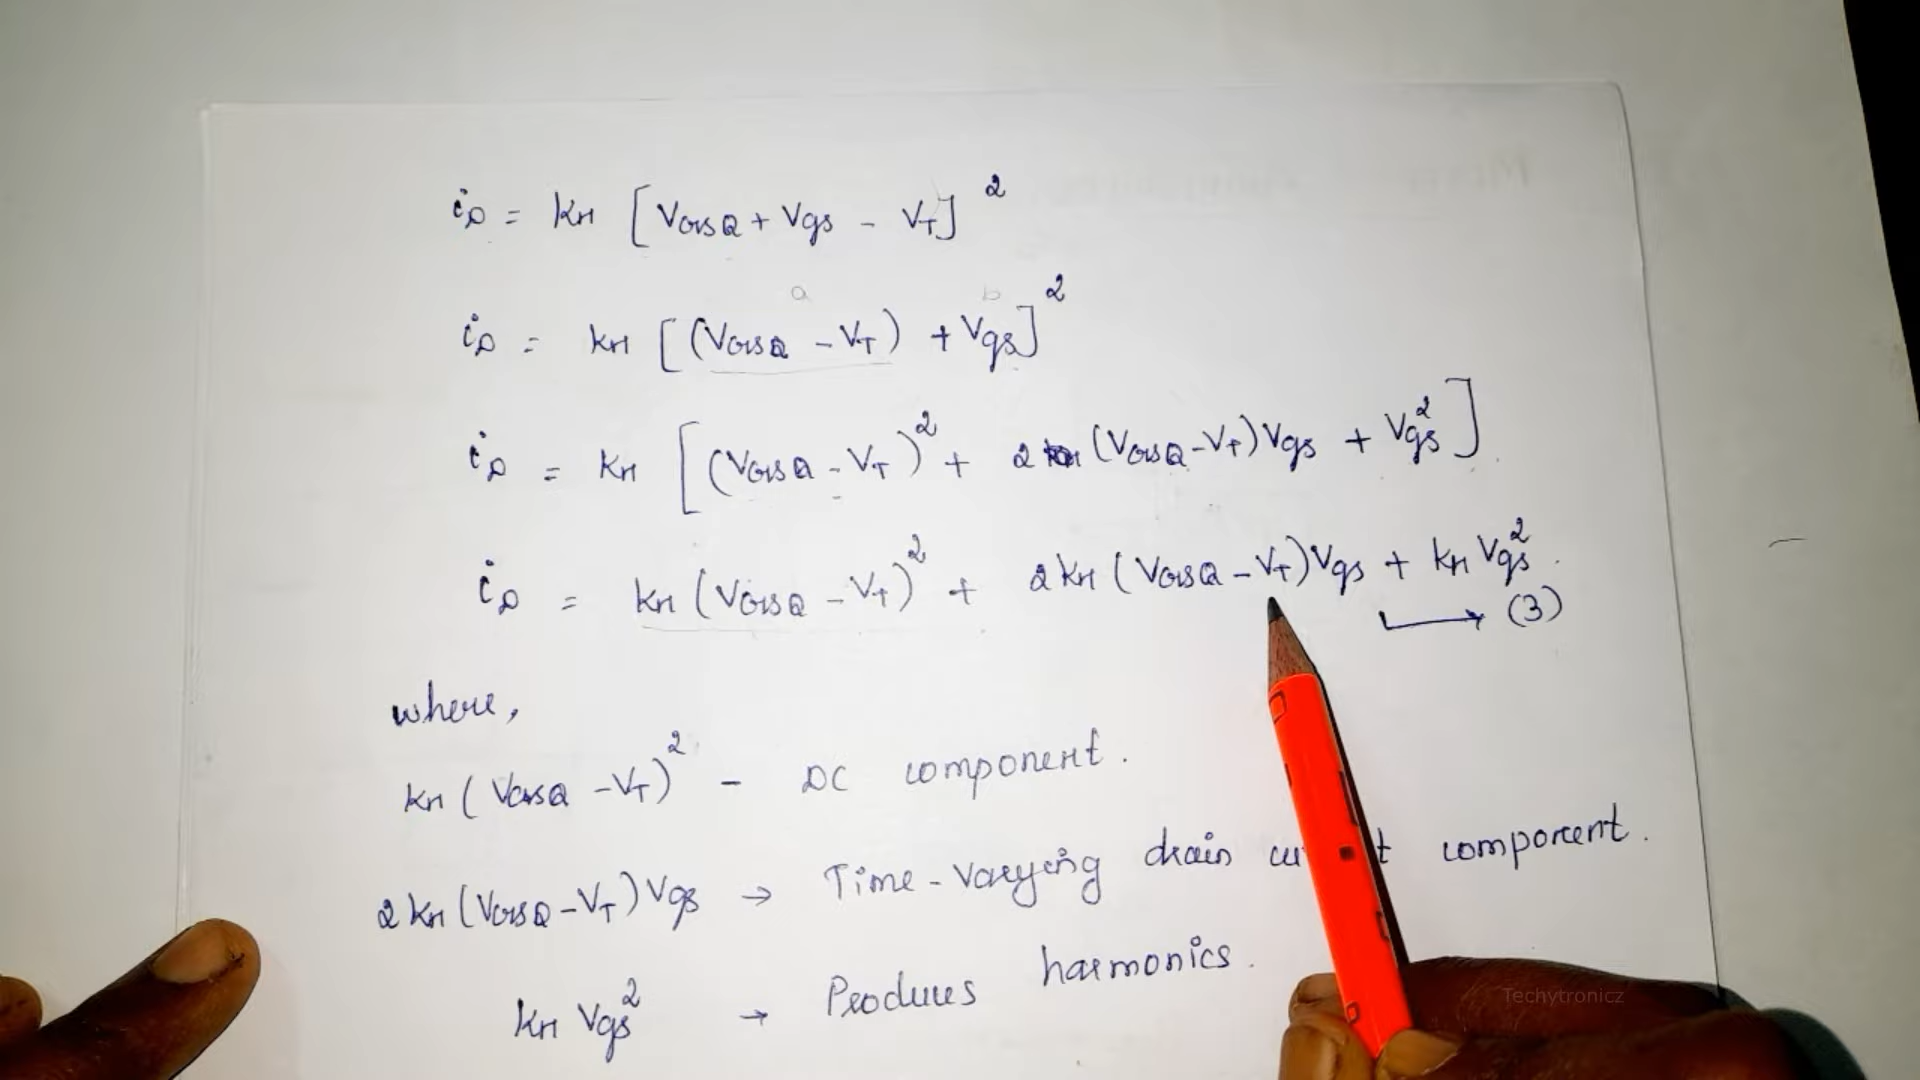 iD = Kn [VGSQ + Vgs - VT]²
a b
iD = Kn [(VGSQ - VT) + Vgs]²
iD = Kn [(VGSQ - VT)² + 2 (VGSQ - VT) Vgs + Vgs²]
iD = Kn (VGSQ - VT)² + 2Kn (VGSQ - VT) Vgs + Kn Vgs²
→ (3)
where,
Kn (VGSQ - VT)² - DC component.
2Kn (VGSQ - VT) Vgs → Time-Varying drain component.
Kn Vgs² → Produces harmonics.
Techytronicz